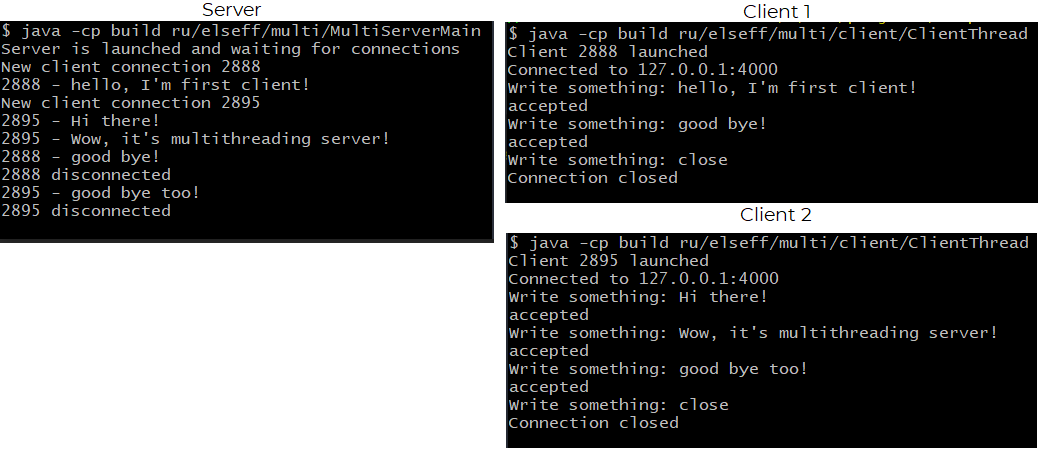 Server
$ java -cp build ru/elseff/multi/MultiServerMain
Server is launched and waiting for connections
New client connection 2888
2888 - hello, I'm first client!
New client connection 2895
2895 - Hi there!
2895 - Wow, it's multithreading server!
2888 - good bye!
2888 disconnected
2895 - good bye too!
2895 disconnected
Client 1
$ java -cp build ru/elseff/multi/client/ClientThread
Client 2888 launched
Connected to 127.0.0.1:4000
Write something: hello, I'm first client!
accepted
Write something: good bye!
accepted
Write something: close
Connection closed
Client 2
$ java -cp build ru/elseff/multi/client/ClientThread
Client 2895 launched
Connected to 127.0.0.1:4000
Write something: Hi there!
accepted
Write something: Wow, it's multithreading server!
accepted
Write something: good bye too!
accepted
Write something: close
Connection closed